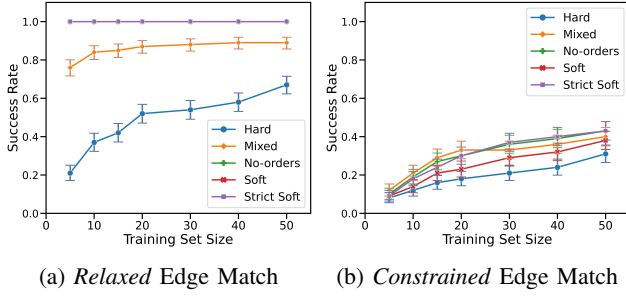 1.0
0.8
0.6
0.4
0.2
0.0
Success Rate
0 10 20 30 40 50
Training Set Size
Hard
Mixed
No-orders
Soft
Strict Soft
(a) Relaxed Edge Match
1.0
0.8
0.6
0.4
0.2
0.0
Success Rate
0 10 20 30 40 50
Training Set Size
Hard
Mixed
No-orders
Soft
Strict Soft
(b) Constrained Edge Match